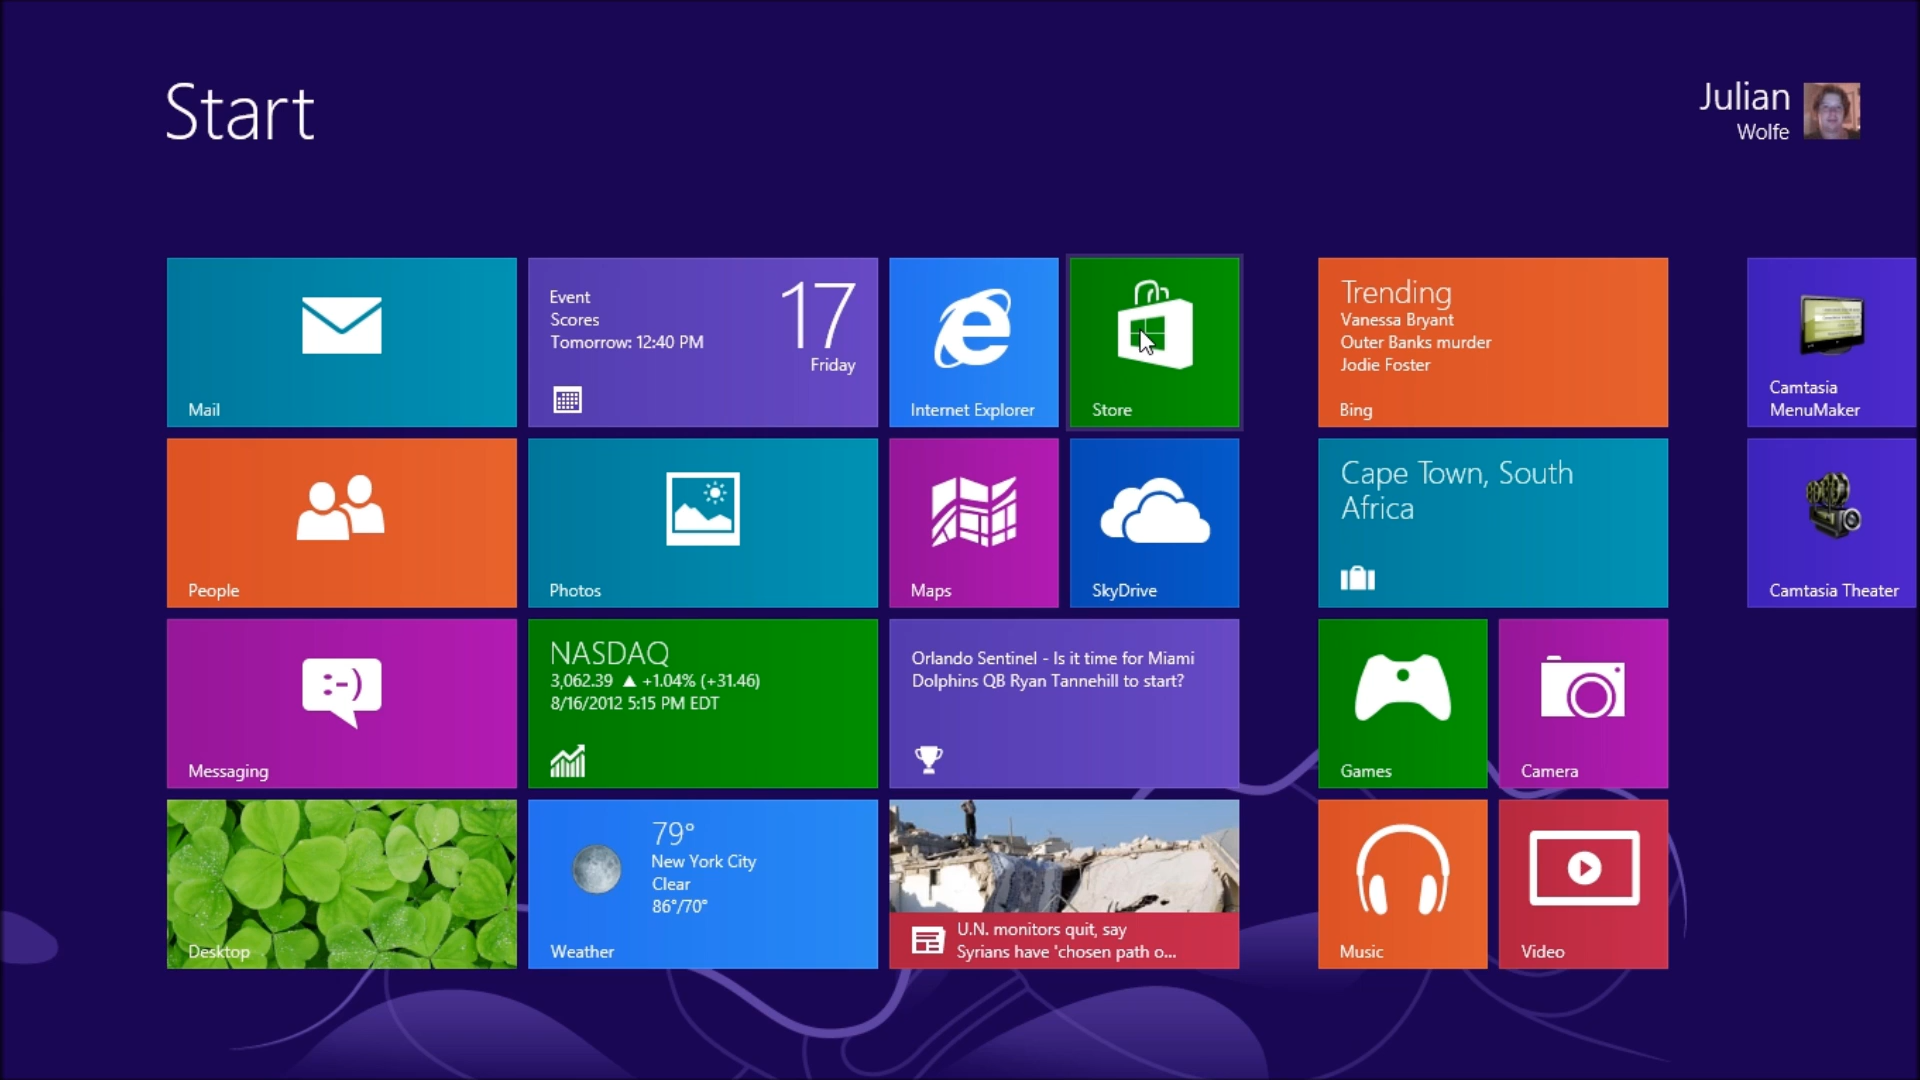 Start
Julian
Wolfe
Mail
Event
Scores
Tomorrow: 12:40 PM
17
Friday
Internet Explorer
Store
Trending
Vanessa Bryant
Outer Banks murder
Jodie Foster
Bing
Camtasia
MenuMaker
People
Photos
Maps
SkyDrive
Cape Town, South
Africa
Camtasia Theater
:-)
Messaging
NASDAQ
3,062.39 ▲ +1.04% (+31.46)
8/16/2012 5:15 PM EDT
Orlando Sentinel - Is it time for Miami
Dolphins QB Ryan Tannehill to start?
Games
Camera
Desktop
79°
New York City
Clear
86°/70°
Weather
U.N. monitors quit, say
Syrians have 'chosen path o...
Music
Video